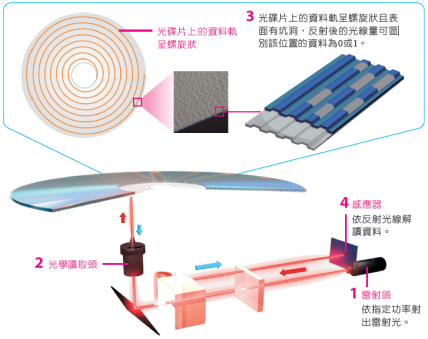 光碟片上的資料軌
呈螺旋狀
3 光碟片上的資料軌呈螺旋狀且表
面有坑洞，反射後的光線量可區
別該位置的資料為0或1。
4 感應器
依反射光線解
讀資料。
2 光學讀取頭
1 雷射頭
依指定功率射
出雷射光。